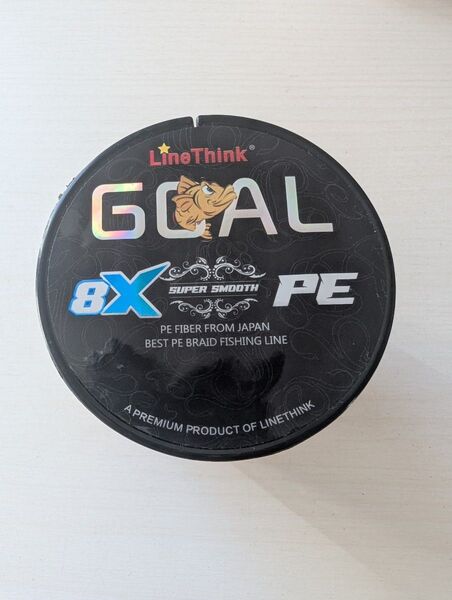 LineThink®
GOAL
8X SUPER SMOOTH PE
PE FIBER FROM JAPAN
BEST PE BRAID FISHING LINE
A PREMIUM PRODUCT OF LINETHINK